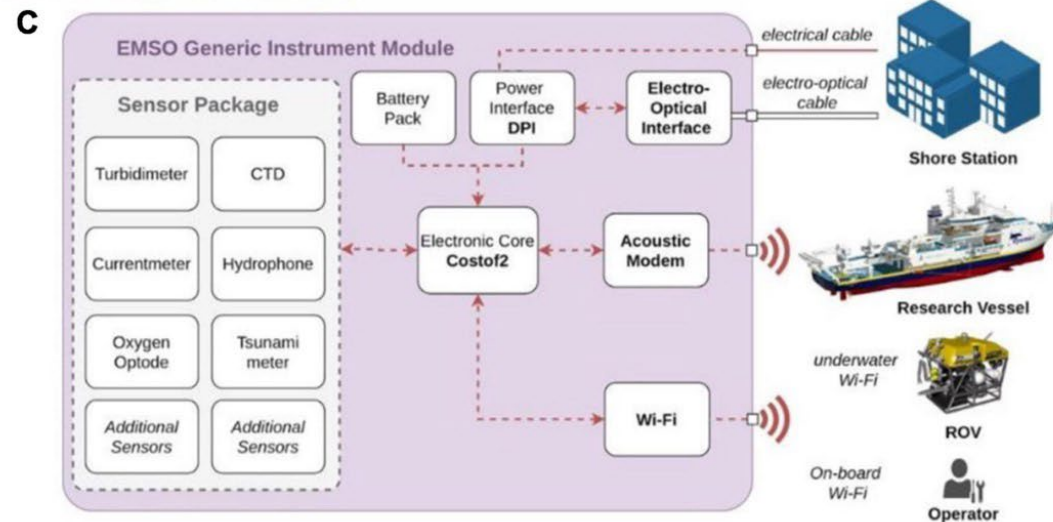 C
EMSO Generic Instrument Module
Sensor Package
Turbidimeter
CTD
Currentmeter
Hydrophone
Oxygen
Optode
Tsunami
meter
Additional
Sensors
Additional
Sensors
Battery
Pack
Power
Interface
DPI
Electro-
Optical
Interface
Electronic Core
Costof2
Acoustic
Modem
Wi-Fi
electrical cable
electro-optical
cable
Shore Station
Research Vessel
underwater
Wi-Fi
ROV
On-board
Wi-Fi
Operator